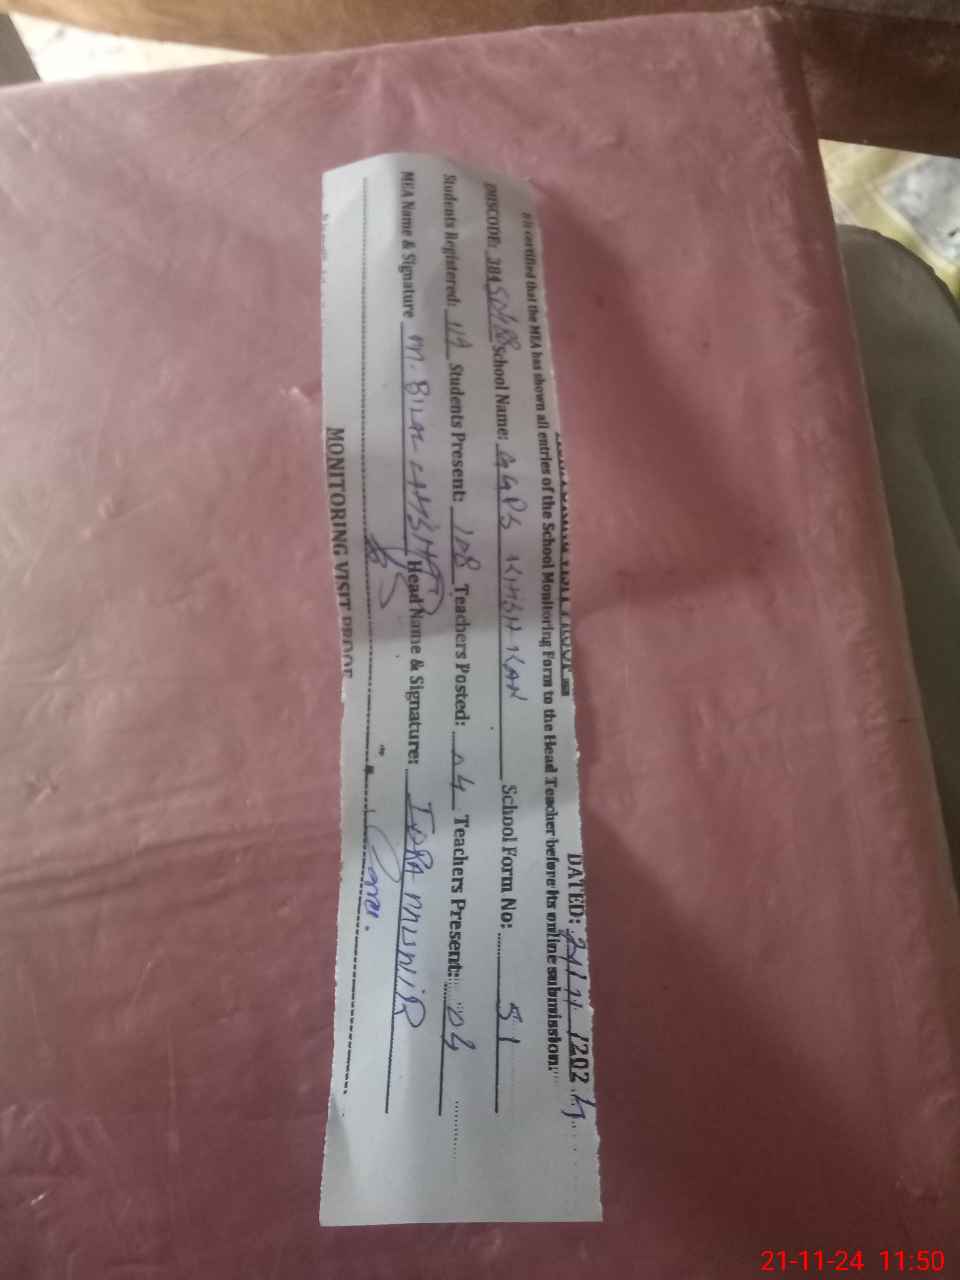 DATED: 21/11/2024
It is certified that the MEA has shown all entries of the School Monitoring Form to the Head Teacher before its online submission:
EMISCODE: 384 School Name: GGPS School Form No: 51
Students Registered: 119 Students Present: 108 Teachers Posted: 04 Teachers Present: 04
MEA Name & Signature M. BILAL Head Name & Signature: IQRA MUNIR
MONITORING VISIT PROOF
21-11-24 11:50